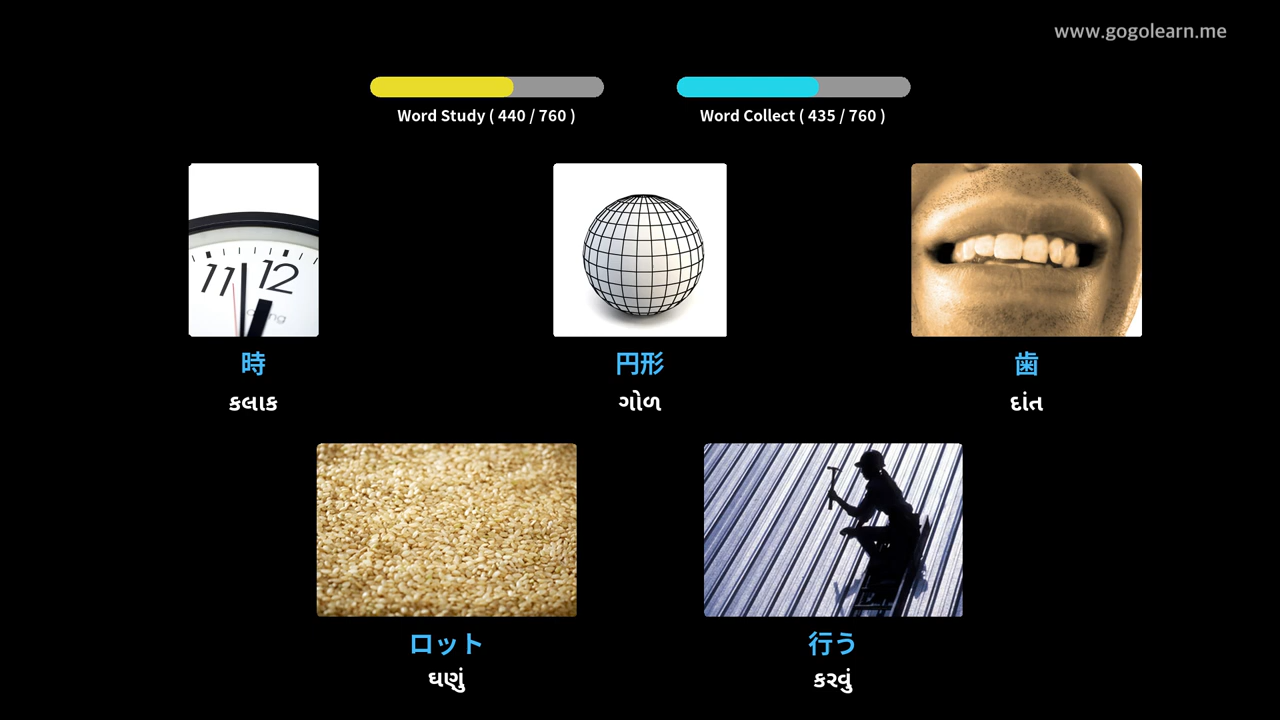 www.gogolearn.me
Word Study ( 440 / 760 )
Word Collect ( 435 / 760 )
11 12
時
円形
歯
કલાક
ગોળ
દાંત
ロット
行う
ઘણું
કરવું